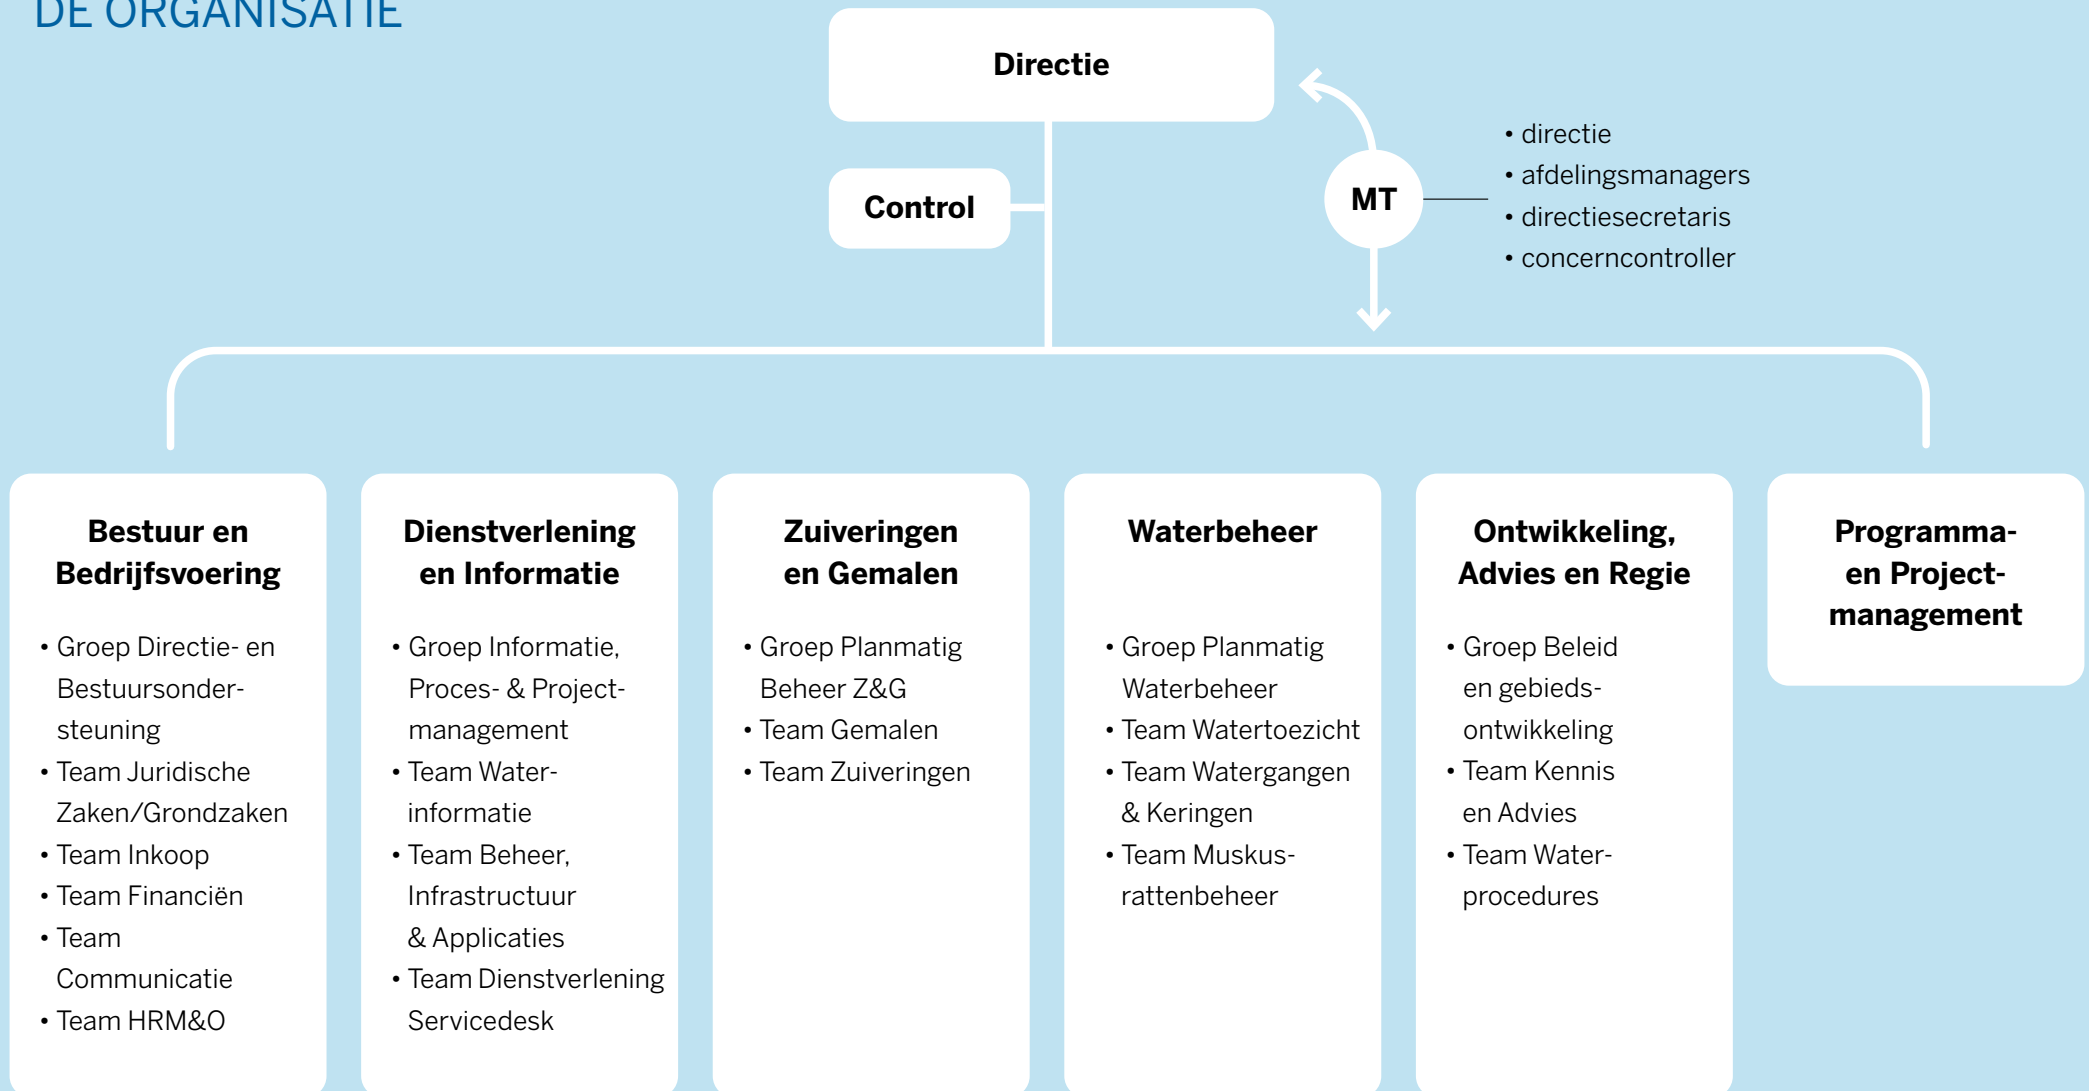 DE ORGANISATIE
Directie
Control
MT
• directie
• afdelingsmanagers
• directiesecretaris
• concerncontroller
Bestuur en
Bedrijfsvoering
• Groep Directie- en
Bestuursonder-
steuning
• Team Juridische
Zaken/Grondzaken
• Team Inkoop
• Team Financiën
• Team
Communicatie
• Team HRM&O
Dienstverlening
en Informatie
• Groep Informatie,
Proces- & Project-
management
• Team Water-
informatie
• Team Beheer,
Infrastructuur
& Applicaties
• Team Dienstverlening
Servicedesk
Zuiveringen
en Gemalen
• Groep Planmatig
Beheer Z&G
• Team Gemalen
• Team Zuiveringen
Waterbeheer
• Groep Planmatig
Waterbeheer
• Team Watertoezicht
• Team Watergangen
& Keringen
• Team Muskus-
rattenbeheer
Ontwikkeling,
Advies en Regie
• Groep Beleid
en gebieds-
ontwikkeling
• Team Kennis
en Advies
• Team Water-
procedures
Programma-
en Project-
management